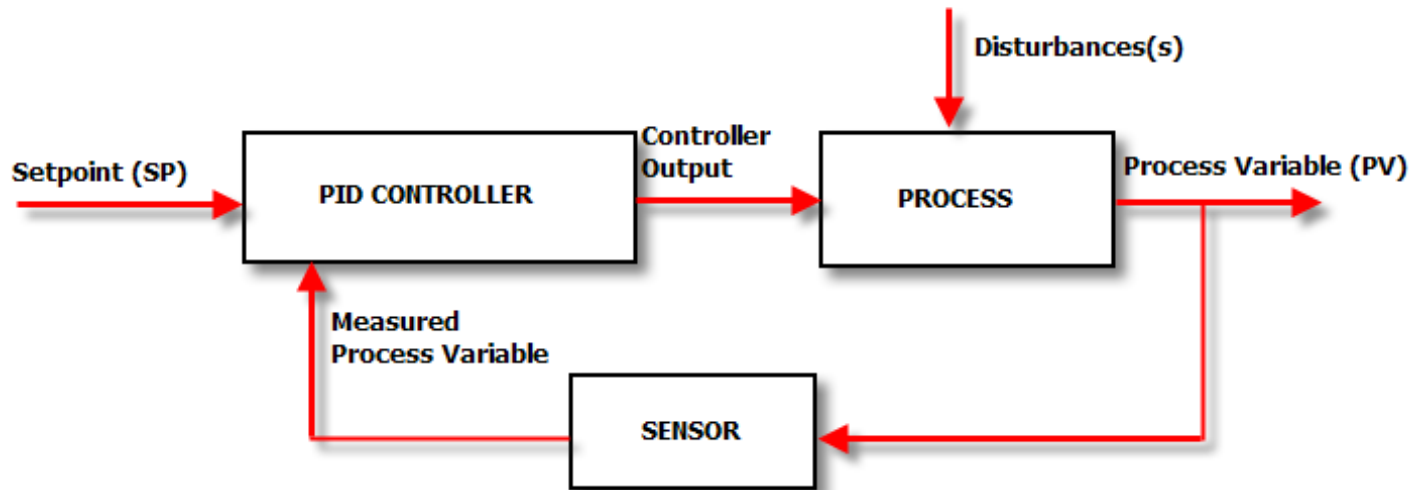 Disturbances(s)
Setpoint (SP)
PID CONTROLLER
Controller
Output
PROCESS
Process Variable (PV)
Measured
Process Variable
SENSOR